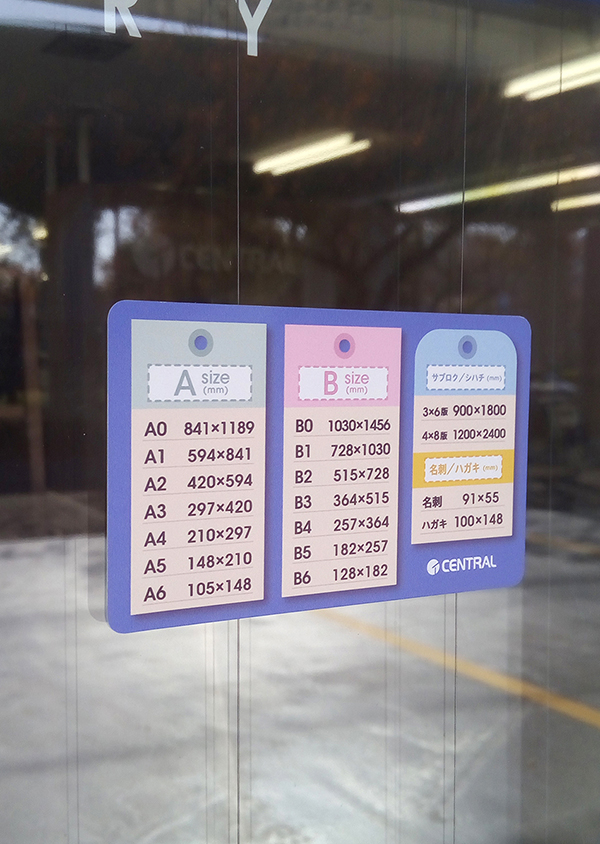 R Y
CENTRAL
A size
(mm)
A0 841×1189
A1 594×841
A2 420×594
A3 297×420
A4 210×297
A5 148×210
A6 105×148
B size
(mm)
B0 1030×1456
B1 728×1030
B2 515×728
B3 364×515
B4 257×364
B5 182×257
B6 128×182
サブロク/シハチ (mm)
3×6版 900×1800
4×8版 1200×2400
名刺/ハガキ (mm)
名刺 91×55
ハガキ 100×148
CENTRAL